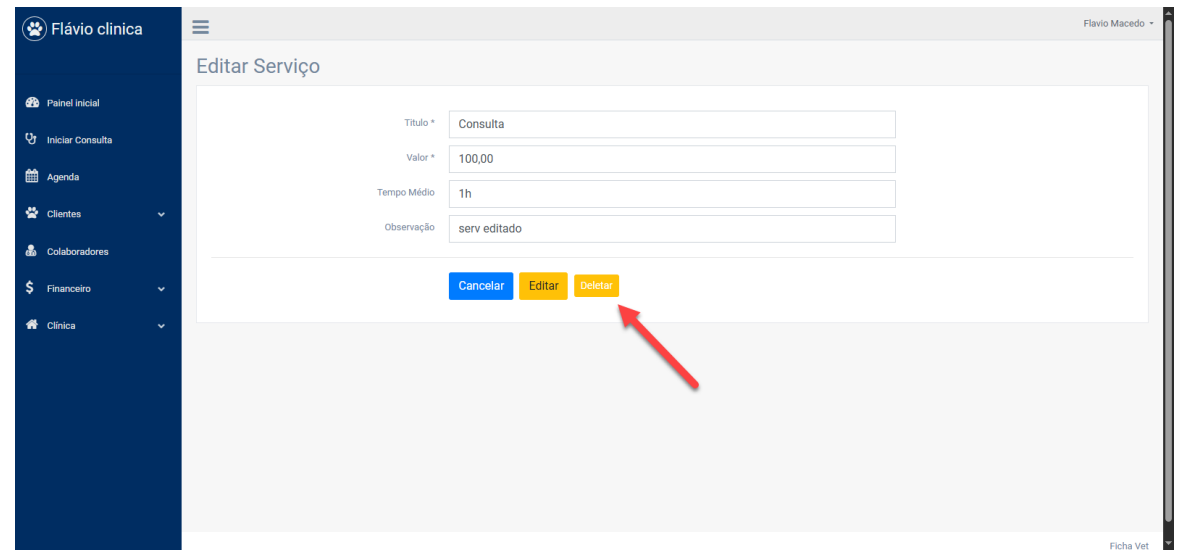 Flávio clinica
Flavio Macedo
Editar Serviço
Painel inicial
Iniciar Consulta
Agenda
Clientes
Colaboradores
Financeiro
Clínica
Titulo *
Consulta
Valor *
100,00
Tempo Médio
1h
Observação
serv editado
Cancelar Editar Deletar
Ficha Vet